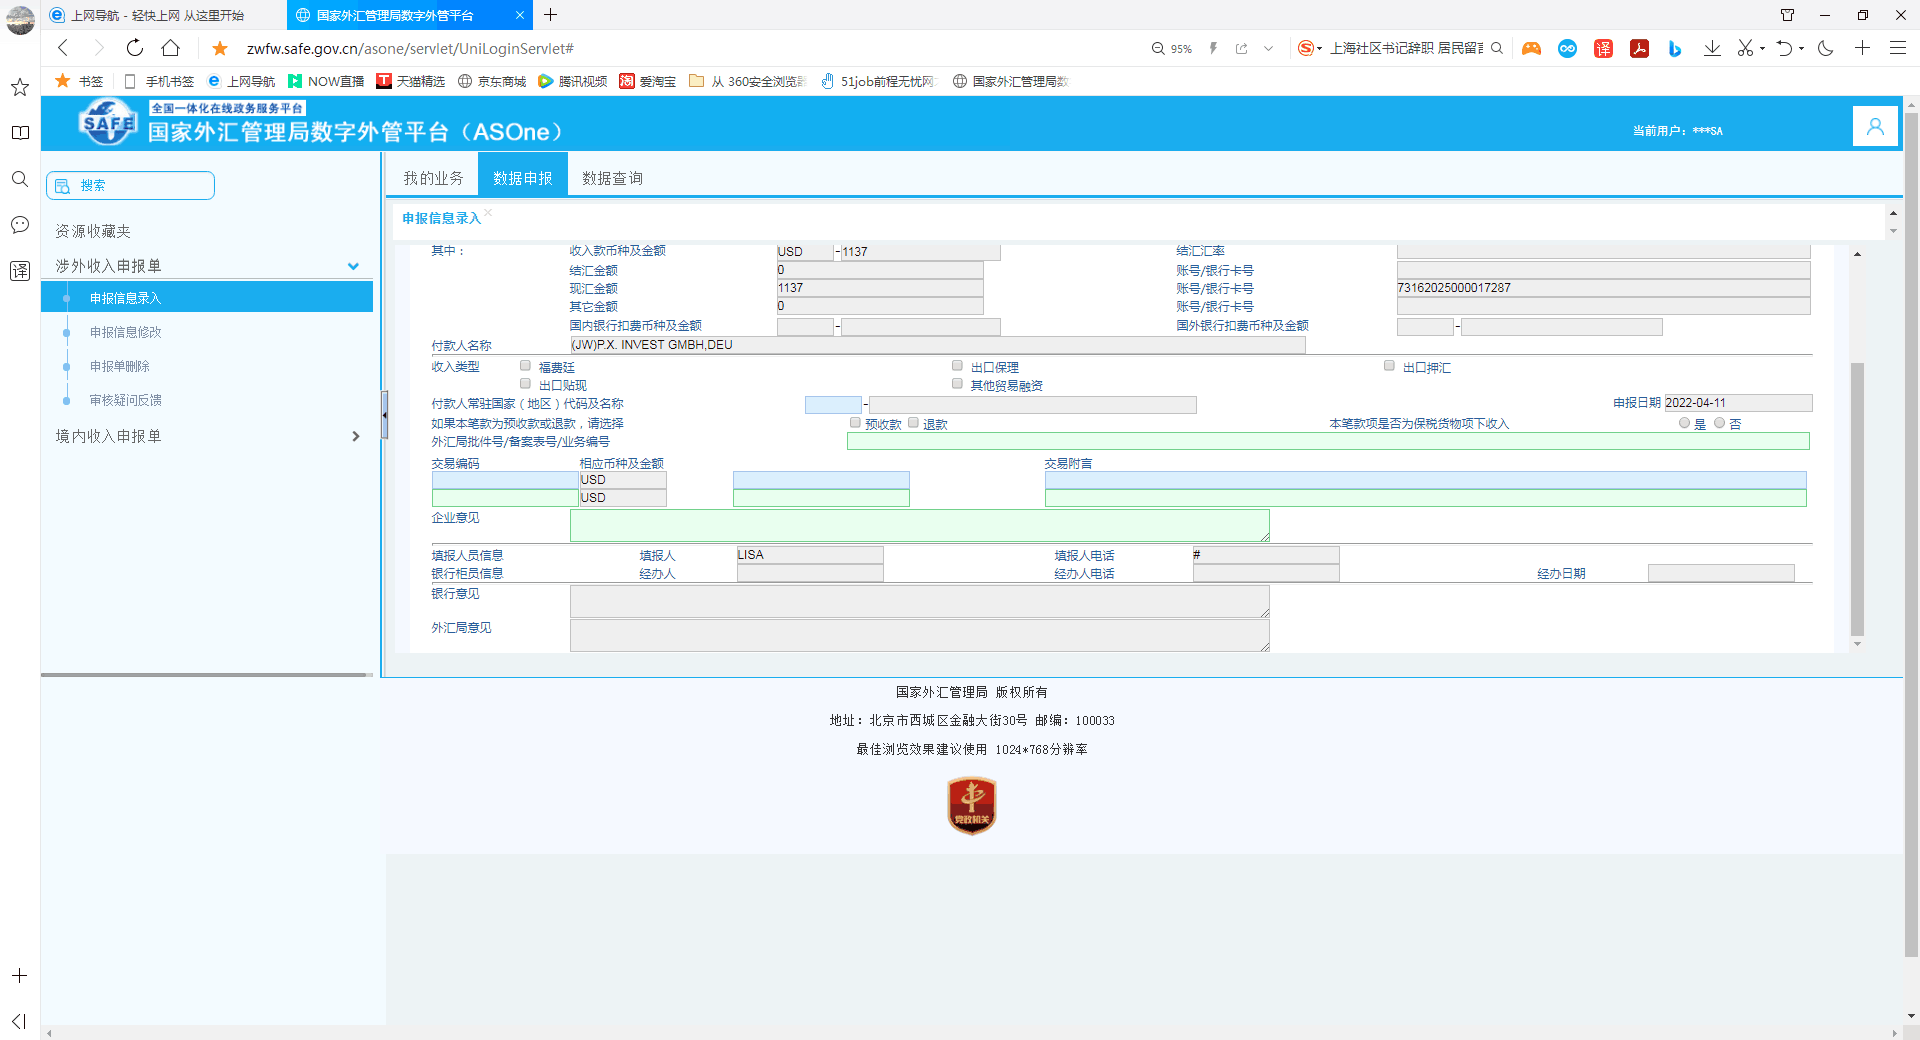 上网导航 - 轻快上网 从这里开始
国家外汇管理局数字外管平台
zwfw.safe.gov.cn/asone/servlet/UniLoginServlet#
95%
上海社区书记辞职 居民留言
书签
手机书签
上网导航
NOW直播
天猫精选
京东商城
腾讯视频
爱淘宝
从 360安全浏览器
51job前程无忧网
国家外汇管理局数
SAFE
全国一体化在线政务服务平台
国家外汇管理局数字外管平台（ASOne）
当前用户：***SA
搜索
资源收藏夹
涉外收入申报单
申报信息录入
申报信息修改
申报单删除
审核疑问反馈
境内收入申报单
我的业务
数据申报
数据查询
申报信息录入
其中： 收入款币种及金额 USD -1137 结汇汇率
结汇金额 0 账号/银行卡号
现汇金额 1137 账号/银行卡号 73162025000017287
其它金额 0 账号/银行卡号
国内银行扣费币种及金额 - 国外银行扣费币种及金额 -
付款人名称 (JW)P.X. INVEST GMBH,DEU
收入类型 福费廷 出口保理 出口押汇
出口贴现 其他贸易融资
付款人常驻国家（地区）代码及名称 - 申报日期 2022-04-11
如果本笔款为预收款或退款，请选择 预收款 退款 本笔款项是否为保税货物项下收入 是 否
外汇局批件号/备案表号/业务编号
交易编码 相应币种及金额 交易附言
USD
USD
企业意见
填报人员信息 填报人 LISA 填报人电话 #
银行柜员信息 经办人 经办人电话 经办日期
银行意见
外汇局意见
国家外汇管理局 版权所有
地址：北京市西城区金融大街30号 邮编：100033
最佳浏览效果建议使用 1024*768分辨率
党政机关